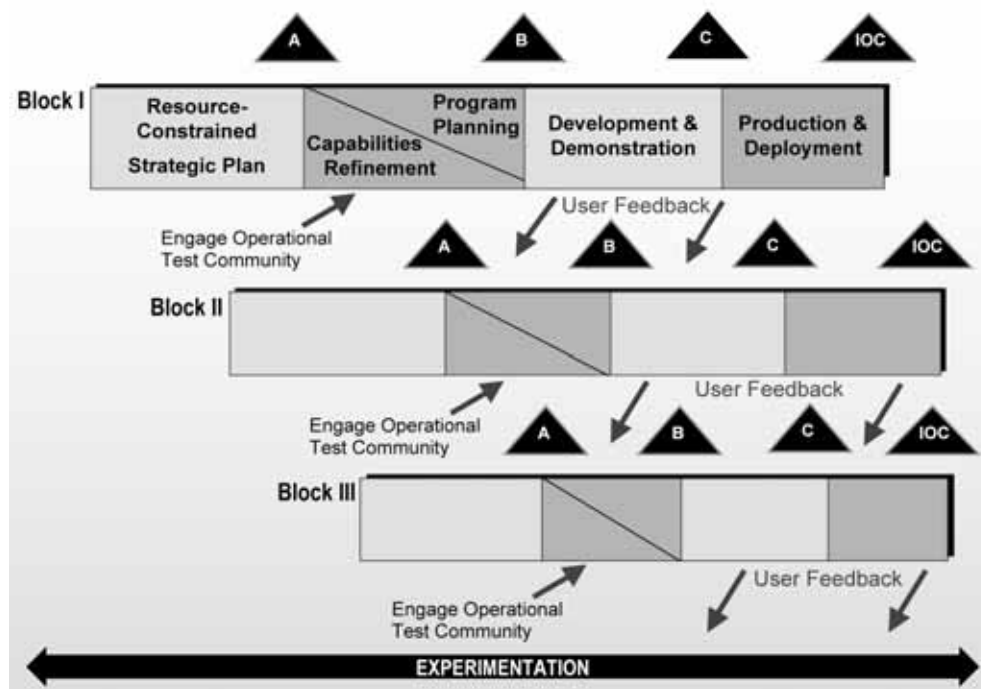 A
B
C
IOC
Block I
Resource-
Constrained
Strategic Plan
Capabilities
Refinement
Program
Planning
Development &
Demonstration
Production &
Deployment
Engage Operational
Test Community
User Feedback
A
B
C
IOC
Block II
Engage Operational
Test Community
User Feedback
A
B
C
IOC
Block III
Engage Operational
Test Community
User Feedback
EXPERIMENTATION